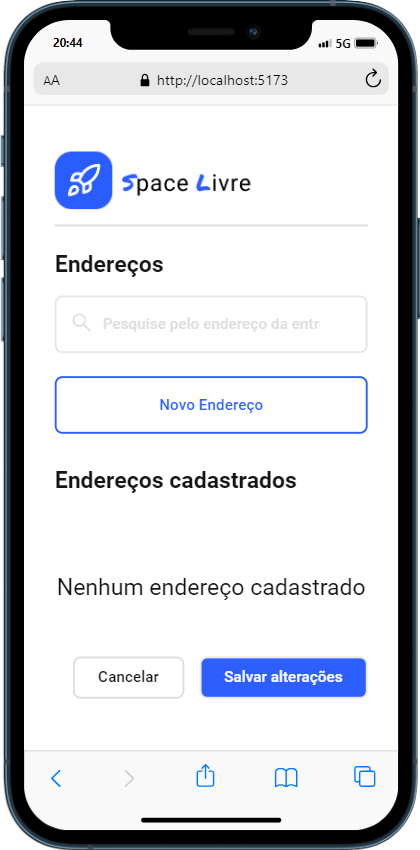 20:44
5G
AA
http://localhost:5173
Space Livre
Endereços
Pesquise pelo endereço da entr
Novo Endereço
Endereços cadastrados
Nenhum endereço cadastrado
Cancelar
Salvar alterações